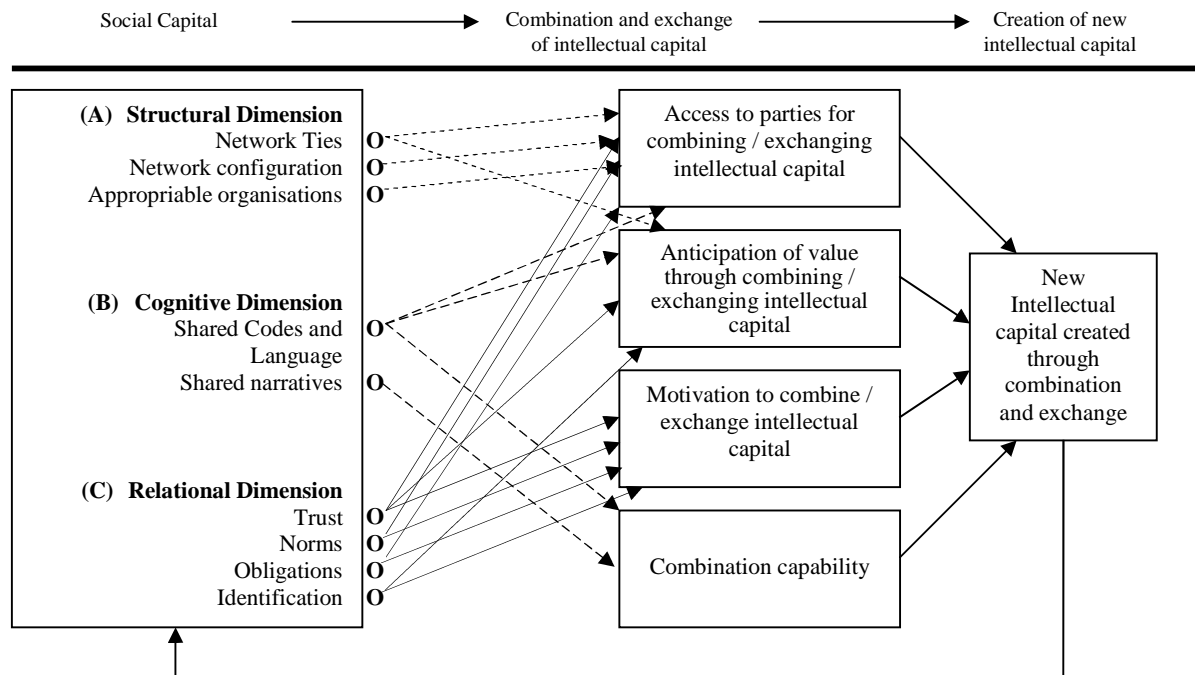 Social Capital
Combination and exchange
of intellectual capital
Creation of new
intellectual capital
(A) Structural Dimension
Network Ties O
Network configuration O
Appropriable organisations O
(B) Cognitive Dimension
Shared Codes and O
Language
Shared narratives O
(C) Relational Dimension
Trust O
Norms O
Obligations O
Identification O
Access to parties for
combining / exchanging
intellectual capital
Anticipation of value
through combining /
exchanging intellectual
capital
Motivation to combine /
exchange intellectual
capital
Combination capability
New
Intellectual
capital created
through
combination
and exchange